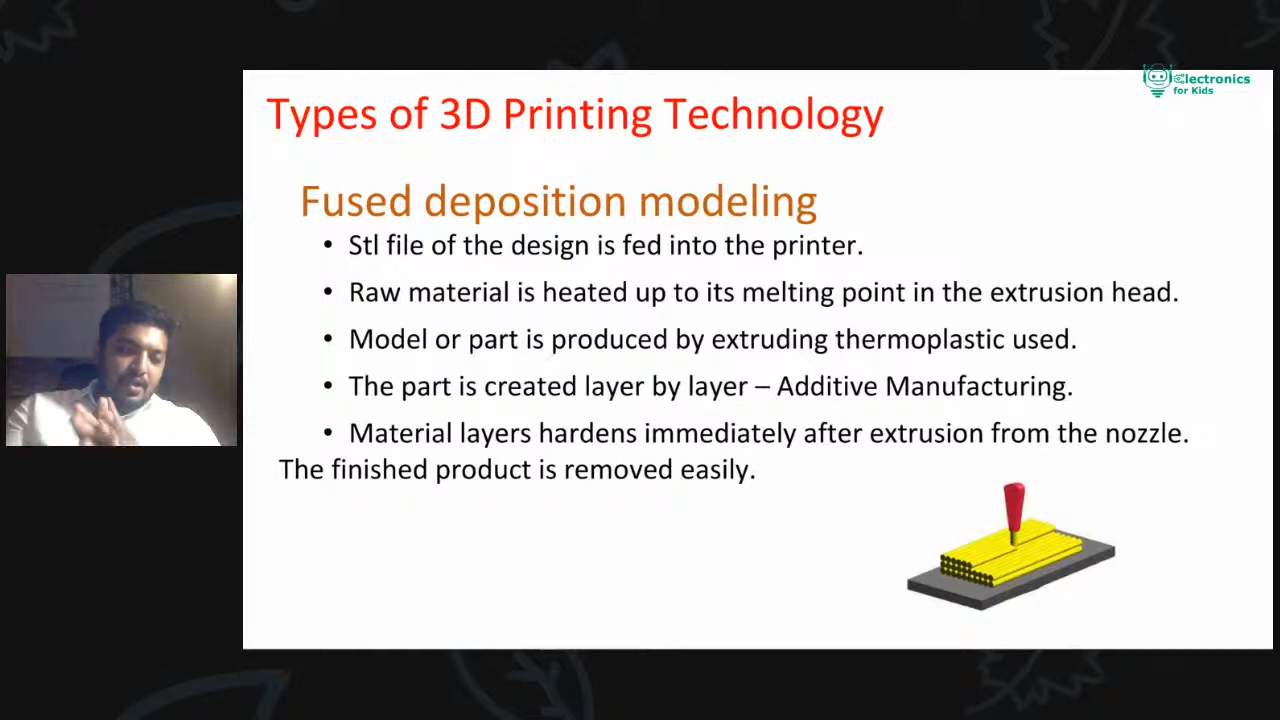 Electronics
for Kids
Types of 3D Printing Technology
Fused deposition modeling
• Stl file of the design is fed into the printer.
• Raw material is heated up to its melting point in the extrusion head.
• Model or part is produced by extruding thermoplastic used.
• The part is created layer by layer – Additive Manufacturing.
• Material layers hardens immediately after extrusion from the nozzle.
The finished product is removed easily.